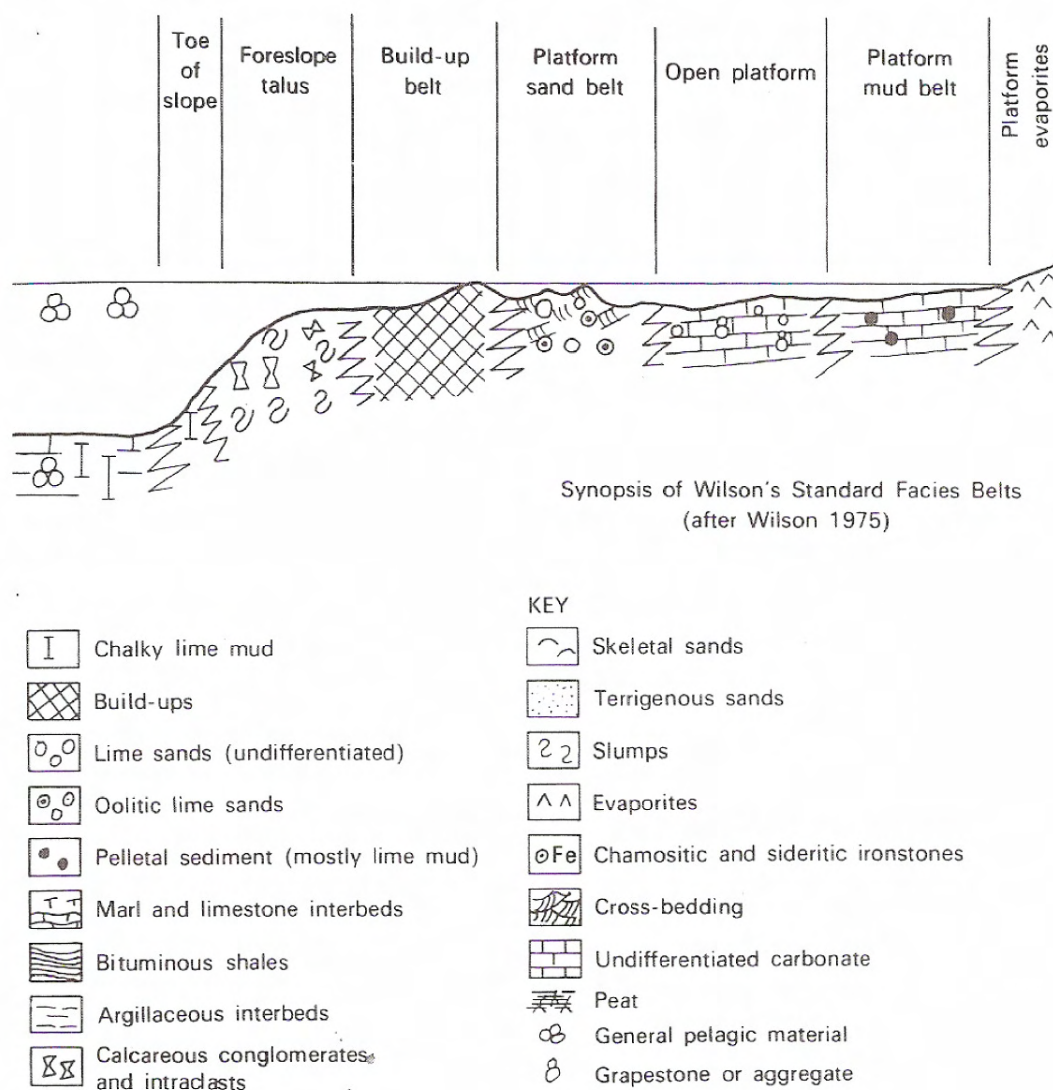 Toe
of
slope
Foreslope
talus
Build-up
belt
Platform
sand belt
Open platform
Platform
mud belt
Platform
evaporites
Synopsis of Wilson's Standard Facies Belts
(after Wilson 1975)
KEY
Chalky lime mud
Build-ups
Lime sands (undifferentiated)
Oolitic lime sands
Pelletal sediment (mostly lime mud)
Marl and limestone interbeds
Bituminous shales
Argillaceous interbeds
Calcareous conglomerates
and intraclasts
Skeletal sands
Terrigenous sands
Slumps
Evaporites
Fe Chamositic and sideritic ironstones
Cross-bedding
Undifferentiated carbonate
Peat
General pelagic material
Grapestone or aggregate